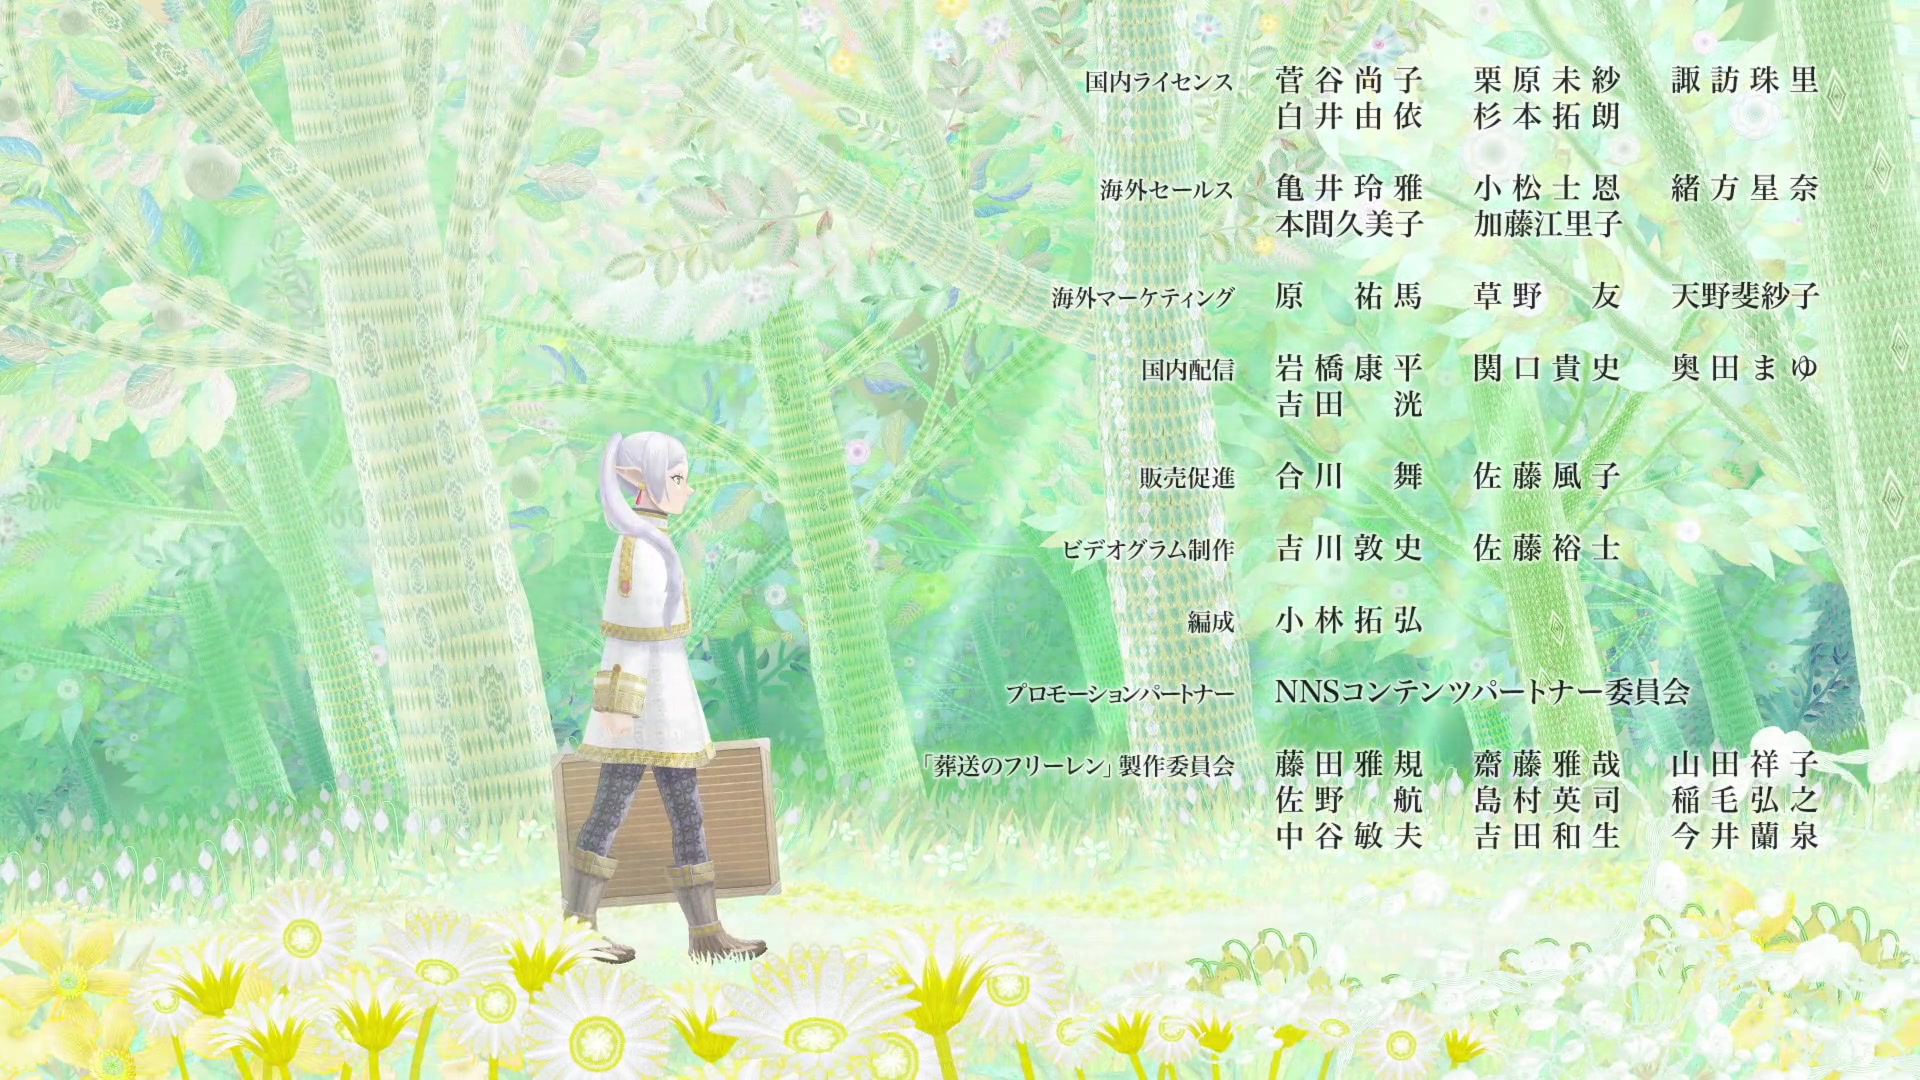 国内ライセンス 菅谷尚子 栗原未紗 諏訪珠里
白井由依 杉本拓朗
海外セールス 亀井玲雅 小松士恩 緒方星奈
本間久美子 加藤江里子
海外マーケティング 原祐馬 草野友 天野斐紗子
国内配信 岩橋康平 関口貴史 奥田まゆ
吉田洸
販売促進 合川舞 佐藤風子
ビデオグラム制作 吉川敦史 佐藤裕士
編成 小林拓弘
プロモーションパートナー NNSコンテンツパートナー委員会
「葬送のフリーレン」製作委員会 藤田雅規 齋藤雅哉 山田祥子
佐野航 島村英司 稲毛弘之
中谷敏夫 吉田和生 今井蘭泉